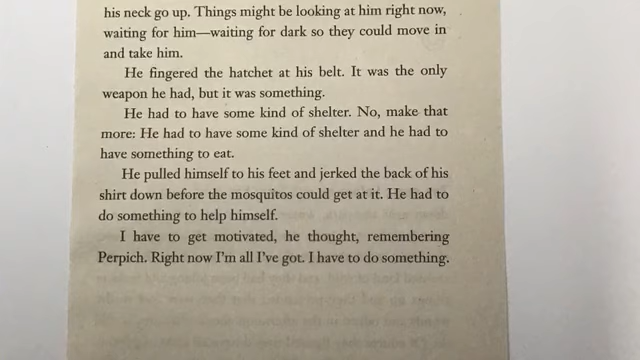 his neck go up. Things might be looking at him right now,
waiting for him—waiting for dark so they could move in
and take him.
He fingered the hatchet at his belt. It was the only
weapon he had, but it was something.
He had to have some kind of shelter. No, make that
more: He had to have some kind of shelter and he had to
have something to eat.
He pulled himself to his feet and jerked the back of his
shirt down before the mosquitos could get at it. He had to
do something to help himself.
I have to get motivated, he thought, remembering
Perpich. Right now I'm all I've got. I have to do something.